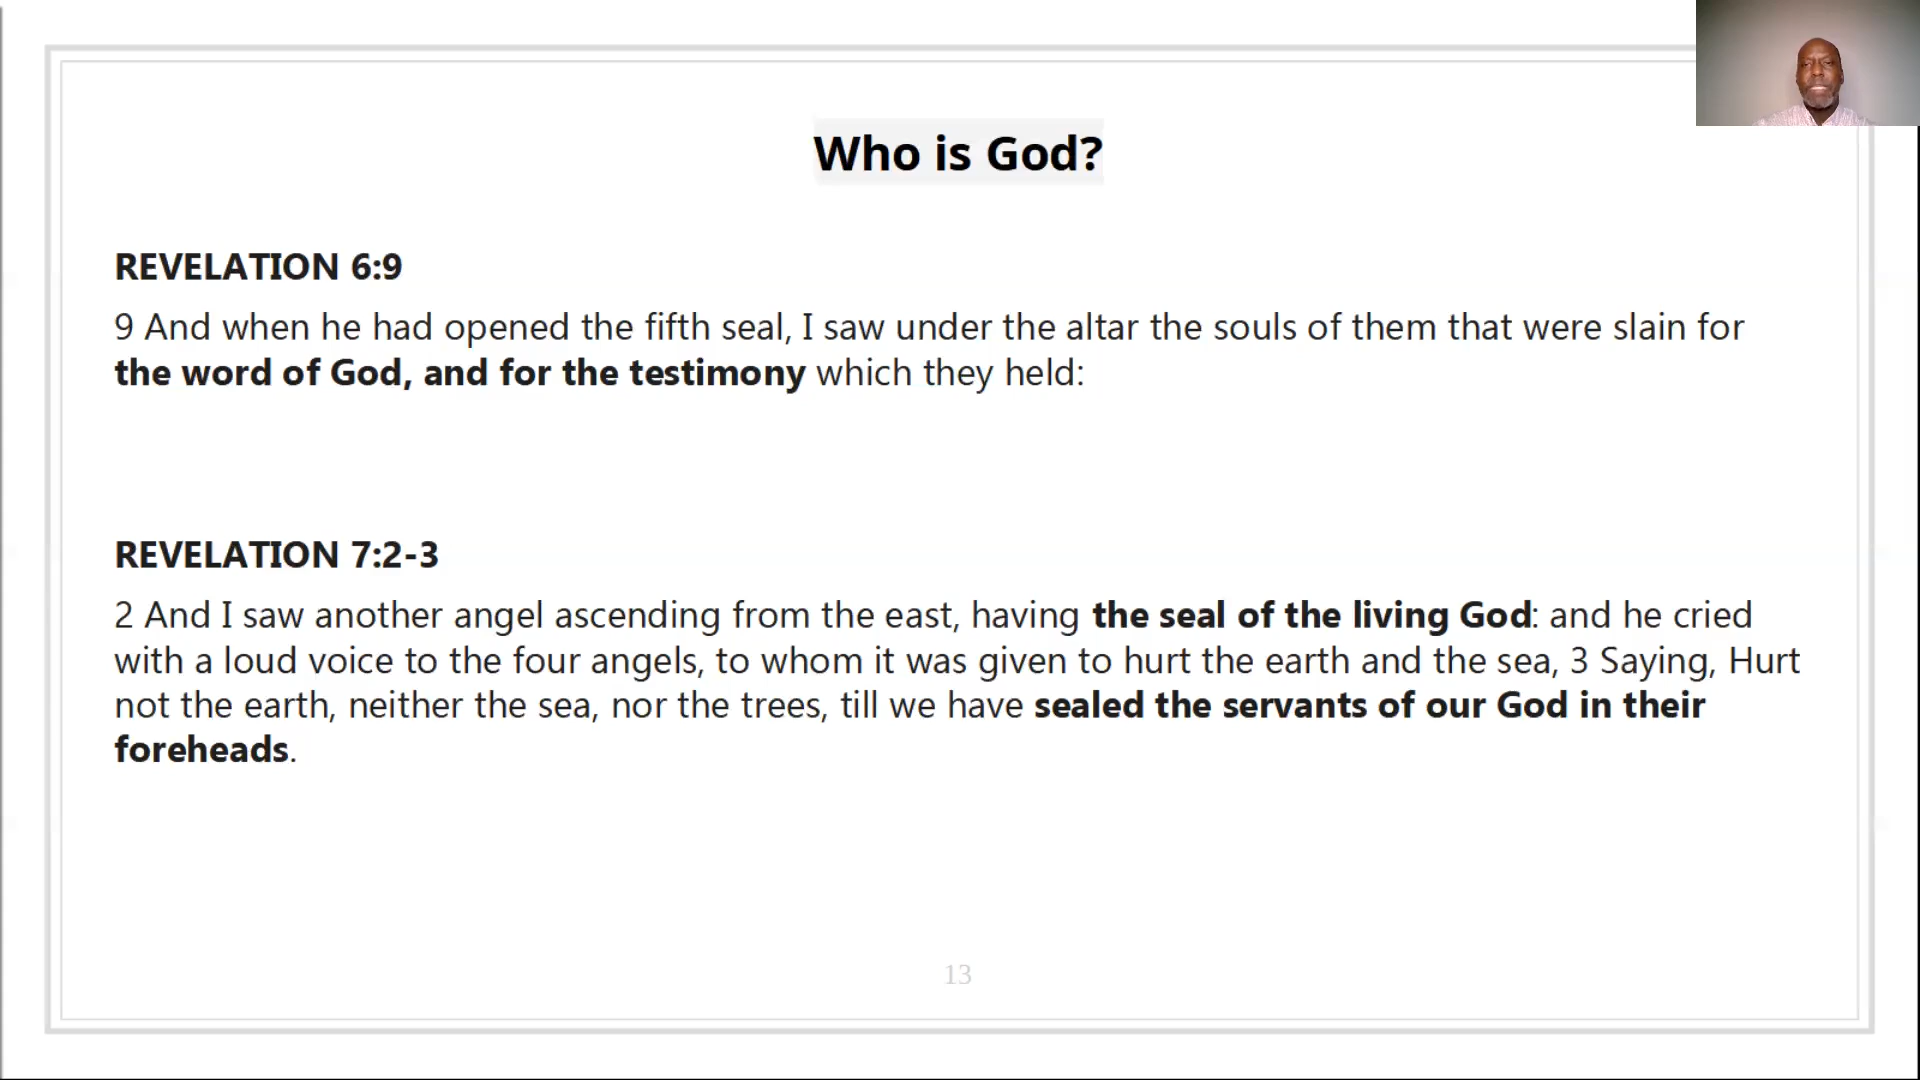 Who is God?
REVELATION 6:9
9 And when he had opened the fifth seal, I saw under the altar the souls of them that were slain for
the word of God, and for the testimony which they held:
REVELATION 7:2-3
2 And I saw another angel ascending from the east, having the seal of the living God: and he cried
with a loud voice to the four angels, to whom it was given to hurt the earth and the sea, 3 Saying, Hurt
not the earth, neither the sea, nor the trees, till we have sealed the servants of our God in their
foreheads.
13